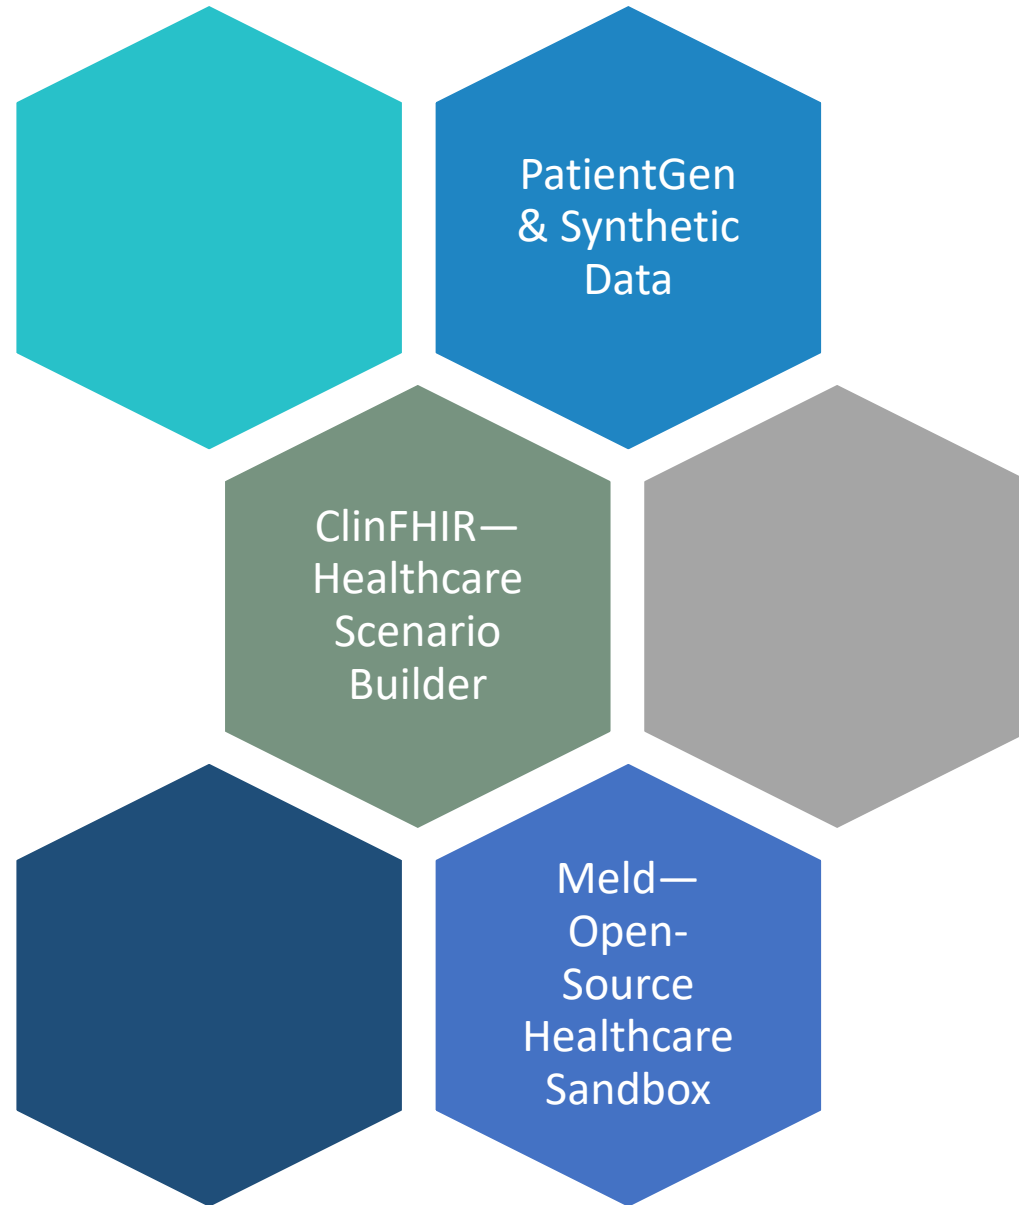 PatientGen
& Synthetic
Data
ClinFHIR—
Healthcare
Scenario
Builder
Meld—
Open-
Source
Healthcare
Sandbox